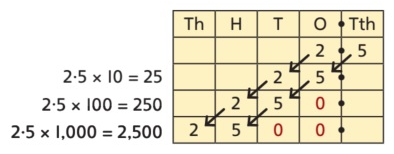 Th H T O • Tth
2 • 5
2·5 × 10 = 25 2 5 •
2·5 × 100 = 250 2 5 0 •
2·5 × 1,000 = 2,500 2 5 0 0 •